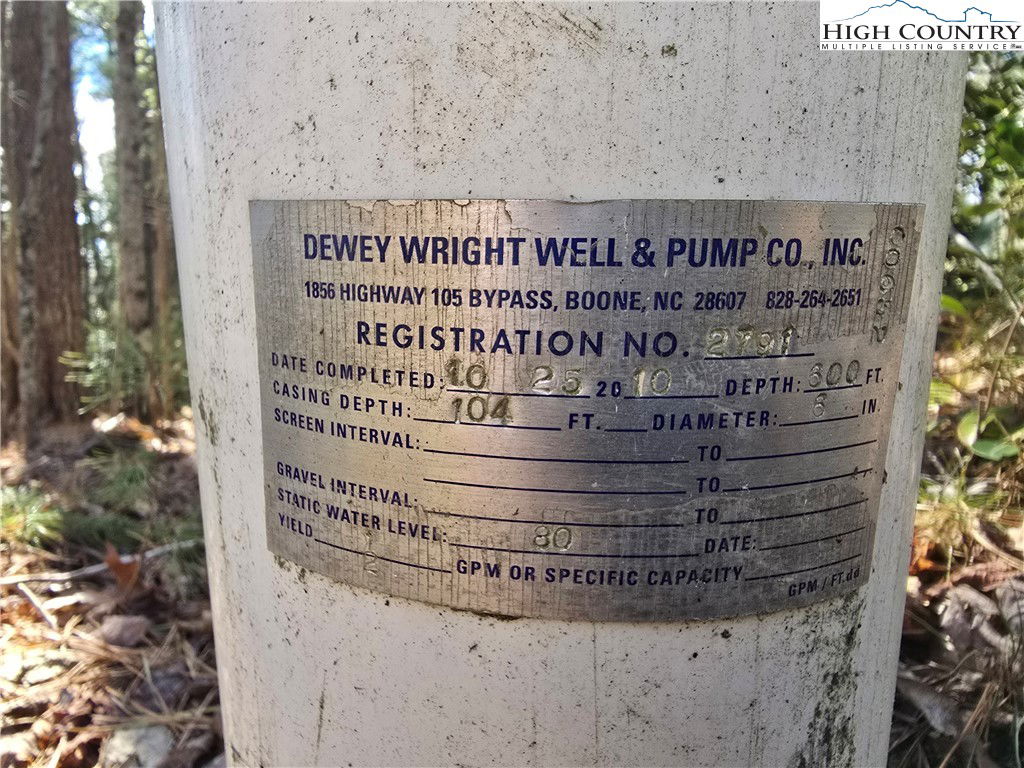 HIGH COUNTRY
MULTIPLE LISTING SERVICE
DEWEY WRIGHT WELL & PUMP CO., INC.
1856 HIGHWAY 105 BYPASS, BOONE, NC 28607 828-264-2651
REGISTRATION NO. 2791
DATE COMPLETED: 10 25 20 10 DEPTH: 600 FT.
CASING DEPTH: 104 FT. DIAMETER: 6 IN.
SCREEN INTERVAL: TO
TO
GRAVEL INTERVAL: TO
STATIC WATER LEVEL: 80 DATE:
YIELD GPM OR SPECIFIC CAPACITY GPM / FT.dd